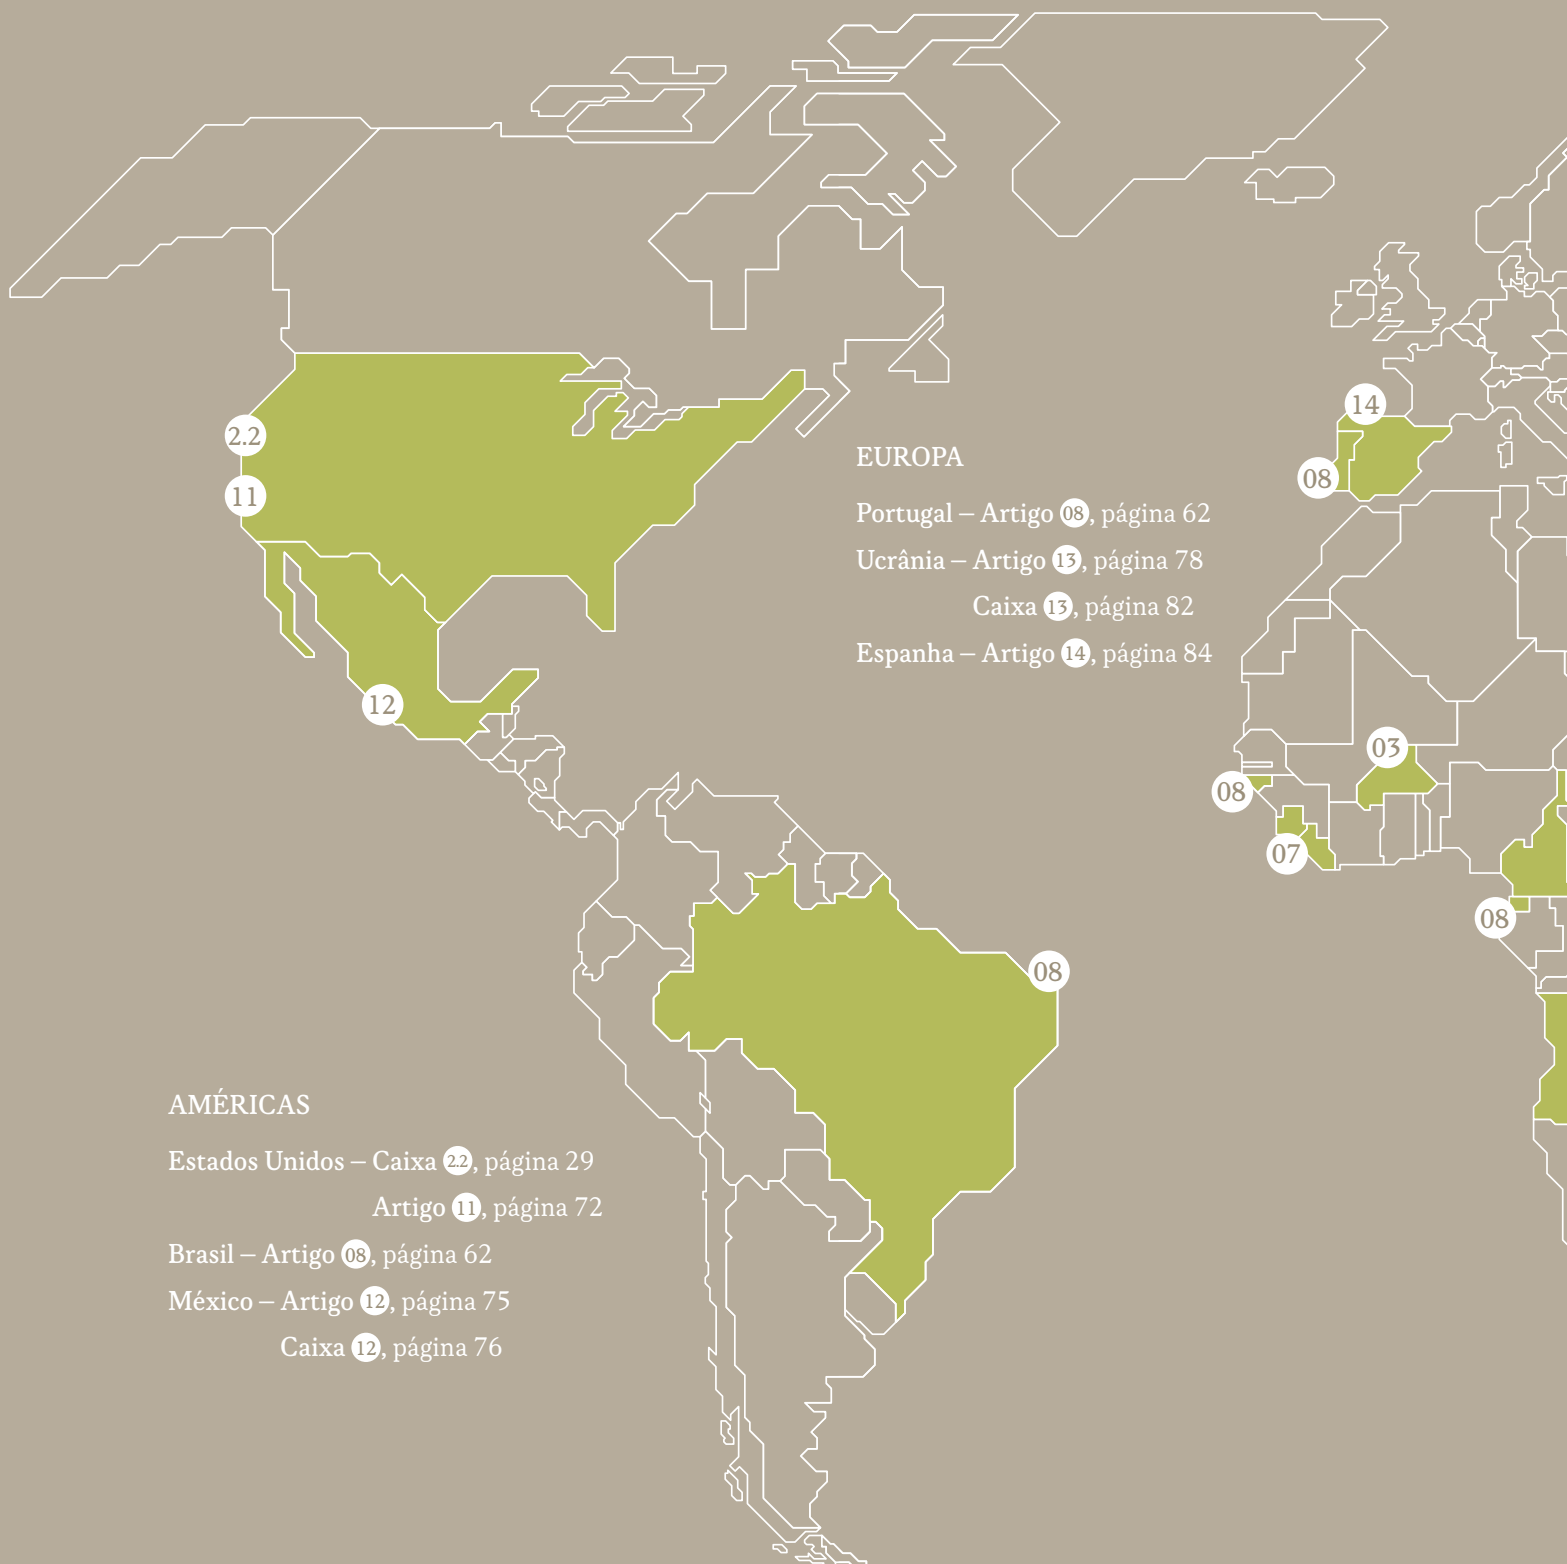 14
2.2
EUROPA
08
11
Portugal – Artigo 08, página 62
Ucrânia – Artigo 13, página 78
Caixa 13, página 82
Espanha – Artigo 14, página 84
12
03
08
07
08
08
AMÉRICAS
Estados Unidos – Caixa 2.2, página 29
Artigo 11, página 72
Brasil – Artigo 08, página 62
México – Artigo 12, página 75
Caixa 12, página 76